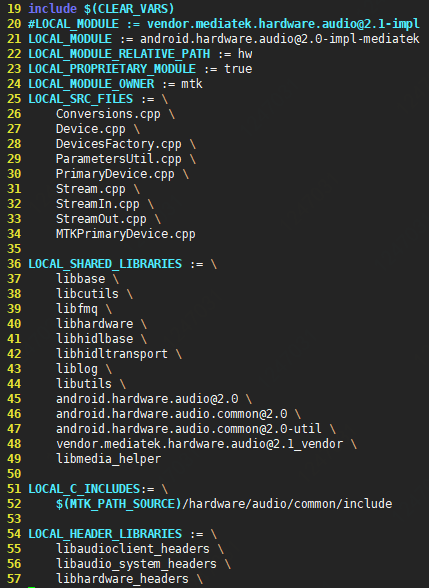 19 include $(CLEAR_VARS)
20 #LOCAL_MODULE := vendor.mediatek.hardware.audio@2.1-impl
21 LOCAL_MODULE := android.hardware.audio@2.0-impl-mediatek
22 LOCAL_MODULE_RELATIVE_PATH := hw
23 LOCAL_PROPRIETARY_MODULE := true
24 LOCAL_MODULE_OWNER := mtk
25 LOCAL_SRC_FILES := \
26     Conversions.cpp \
27     Device.cpp \
28     DevicesFactory.cpp \
29     ParametersUtil.cpp \
30     PrimaryDevice.cpp \
31     Stream.cpp \
32     StreamIn.cpp \
33     StreamOut.cpp \
34     MTKPrimaryDevice.cpp
35
36 LOCAL_SHARED_LIBRARIES := \
37     libbase \
38     libcutils \
39     libfmq \
40     libhardware \
41     libhidlbase \
42     libhidltransport \
43     liblog \
44     libutils \
45     android.hardware.audio@2.0 \
46     android.hardware.audio.common@2.0 \
47     android.hardware.audio.common@2.0-util \
48     vendor.mediatek.hardware.audio@2.1_vendor \
49     libmedia_helper
50
51 LOCAL_C_INCLUDES:= \
52     $(MTK_PATH_SOURCE)/hardware/audio/common/include
53
54 LOCAL_HEADER_LIBRARIES := \
55     libaudioclient_headers \
56     libaudio_system_headers \
57     libhardware_headers \